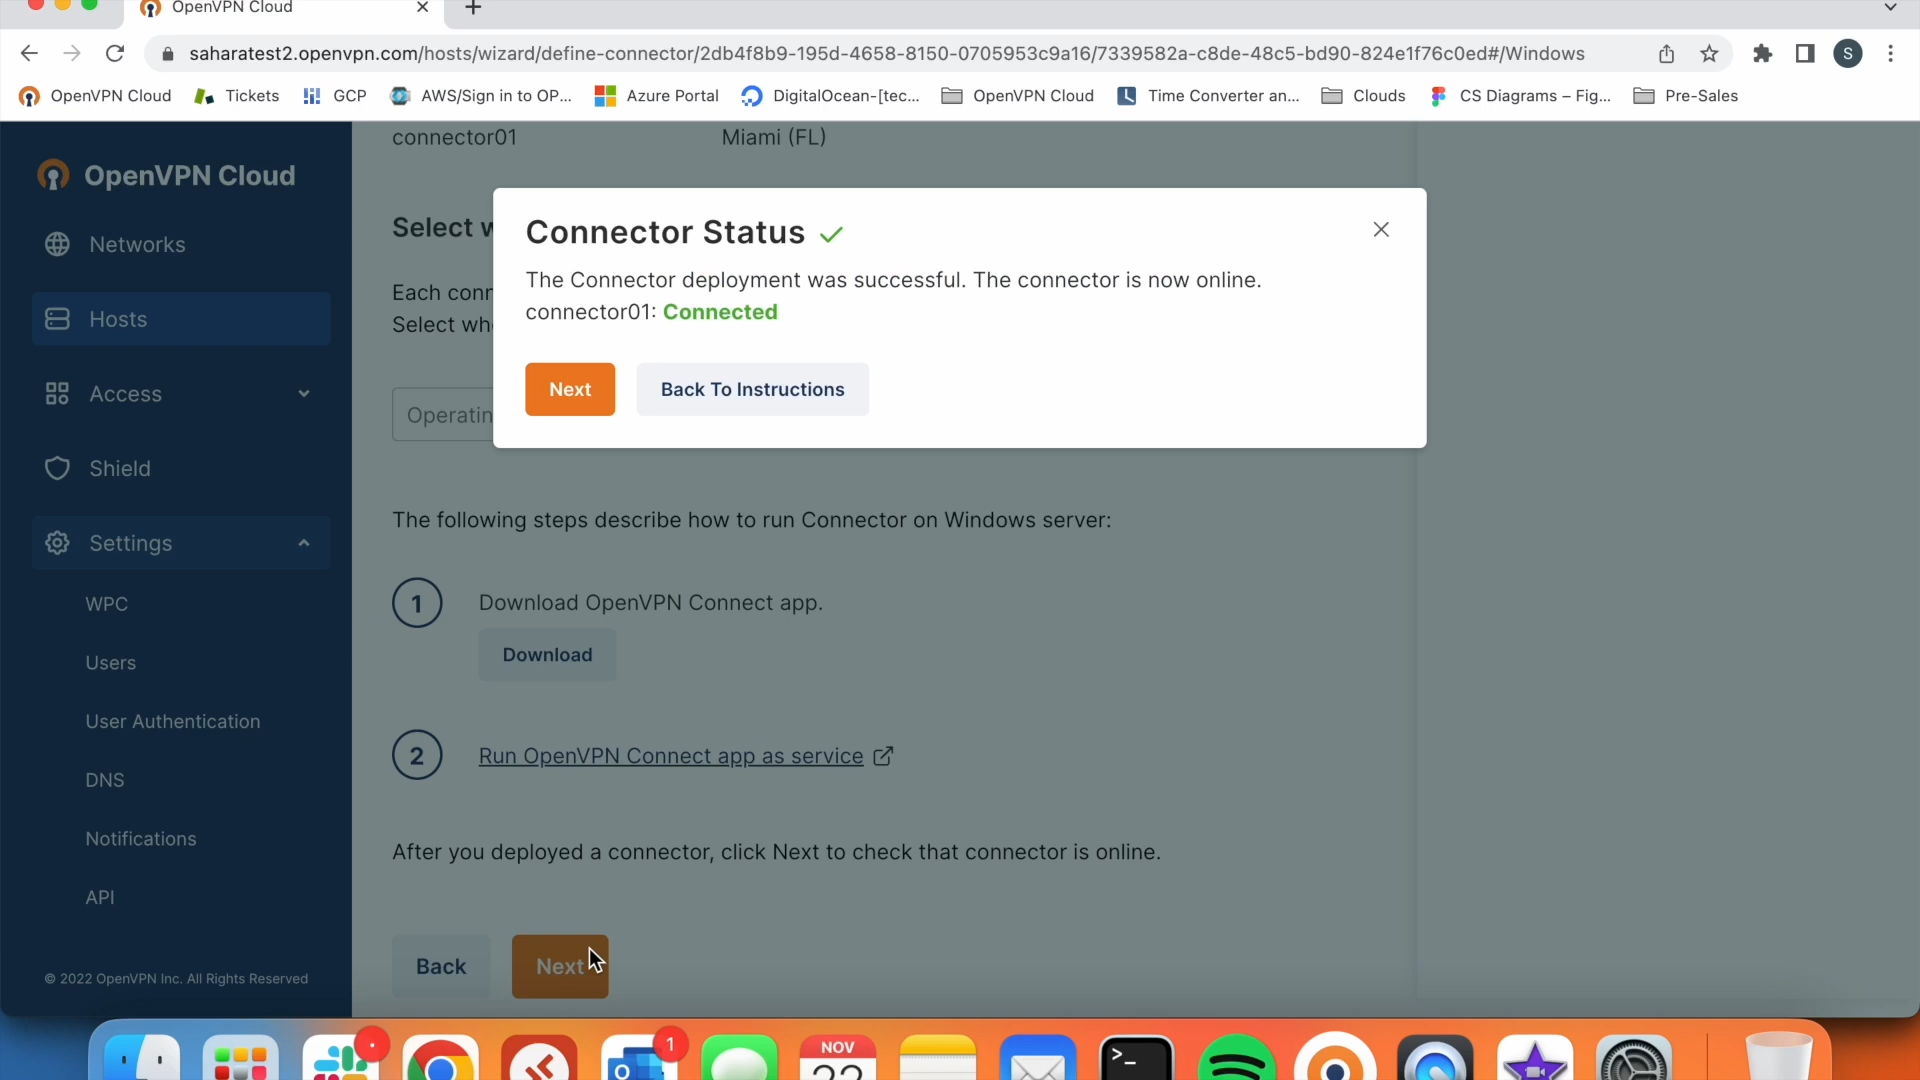 OpenVPN Cloud
saharatest2.openvpn.com/hosts/wizard/define-connector/2db4f8b9-195d-4658-8150-0705953c9a16/7339582a-c8de-48c5-bd90-824e1f76c0ed#/Windows
S
OpenVPN Cloud Tickets GCP AWS/Sign in to OP... Azure Portal DigitalOcean-[tec... OpenVPN Cloud Time Converter an... Clouds CS Diagrams – Fig... Pre-Sales
OpenVPN Cloud
Networks
Hosts
Access
Shield
Settings
WPC
Users
User Authentication
DNS
Notifications
API
© 2022 OpenVPN Inc. All Rights Reserved
connector01 Miami (FL)
Select w
Each conn
Select whe
Operatin
Connector Status
The Connector deployment was successful. The connector is now online.
connector01: Connected
Next Back To Instructions
The following steps describe how to run Connector on Windows server:
1 Download OpenVPN Connect app.
Download
2 Run OpenVPN Connect app as service
After you deployed a connector, click Next to check that connector is online.
Back Next
1
NOV
22